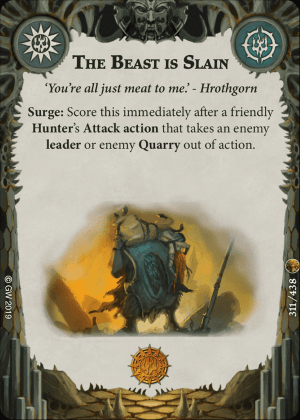 THE BEAST IS SLAIN
‘You’re all just meat to me.’ - Hrothgorn
Surge: Score this immediately after a friendly
Hunter’s Attack action that takes an enemy
leader or enemy Quarry out of action.
© GW 2019
311/438